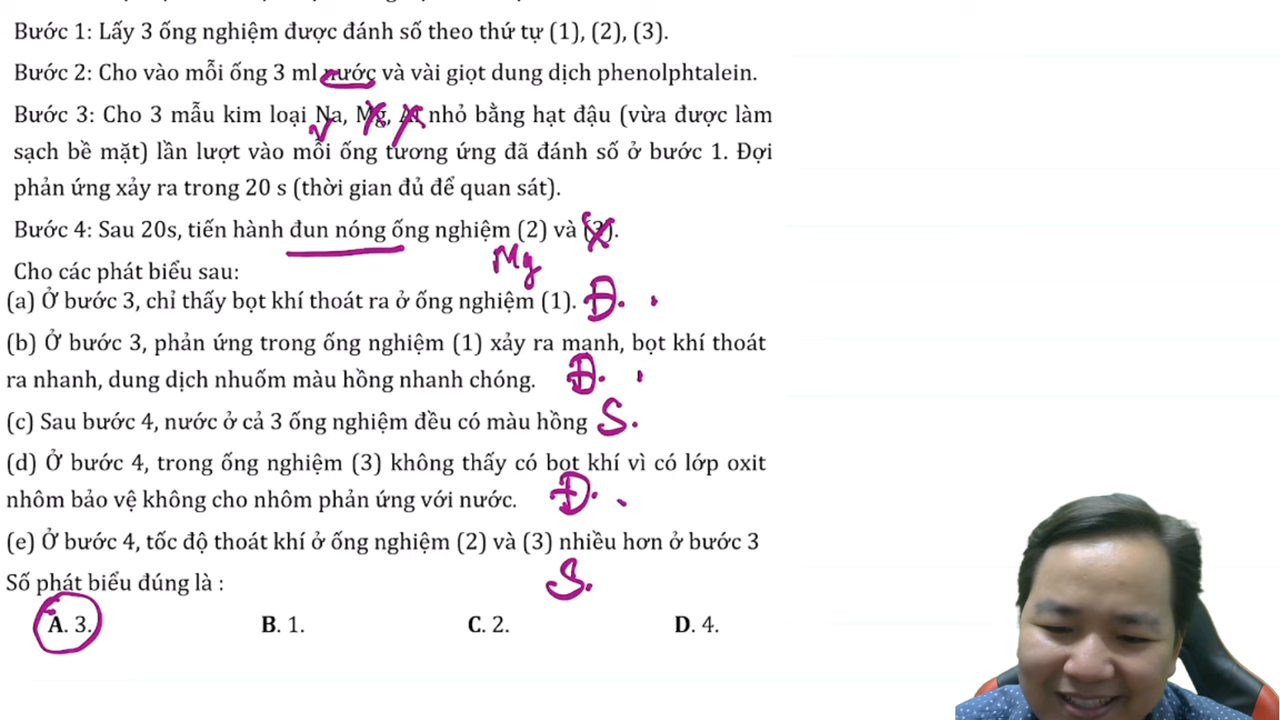 Bước 1: Lấy 3 ống nghiệm được đánh số theo thứ tự (1), (2), (3).
Bước 2: Cho vào mỗi ống 3 ml nước và vài giọt dung dịch phenolphtalein.
Bước 3: Cho 3 mẫu kim loại Na, Mg, Al nhỏ bằng hạt đậu (vừa được làm
sạch bề mặt) lần lượt vào mỗi ống tương ứng đã đánh số ở bước 1. Đợi
phản ứng xảy ra trong 20 s (thời gian đủ để quan sát).
Bước 4: Sau 20s, tiến hành đun nóng ống nghiệm (2) và (3).
Mg
Cho các phát biểu sau:
(a) Ở bước 3, chỉ thấy bọt khí thoát ra ở ống nghiệm (1). Đ.
(b) Ở bước 3, phản ứng trong ống nghiệm (1) xảy ra mạnh, bọt khí thoát
ra nhanh, dung dịch nhuốm màu hồng nhanh chóng. Đ.
(c) Sau bước 4, nước ở cả 3 ống nghiệm đều có màu hồng S.
(d) Ở bước 4, trong ống nghiệm (3) không thấy có bọt khí vì có lớp oxit
nhôm bảo vệ không cho nhôm phản ứng với nước. Đ.
(e) Ở bước 4, tốc độ thoát khí ở ống nghiệm (2) và (3) nhiều hơn ở bước 3
S.
Số phát biểu đúng là :
A. 3. B. 1. C. 2. D. 4.